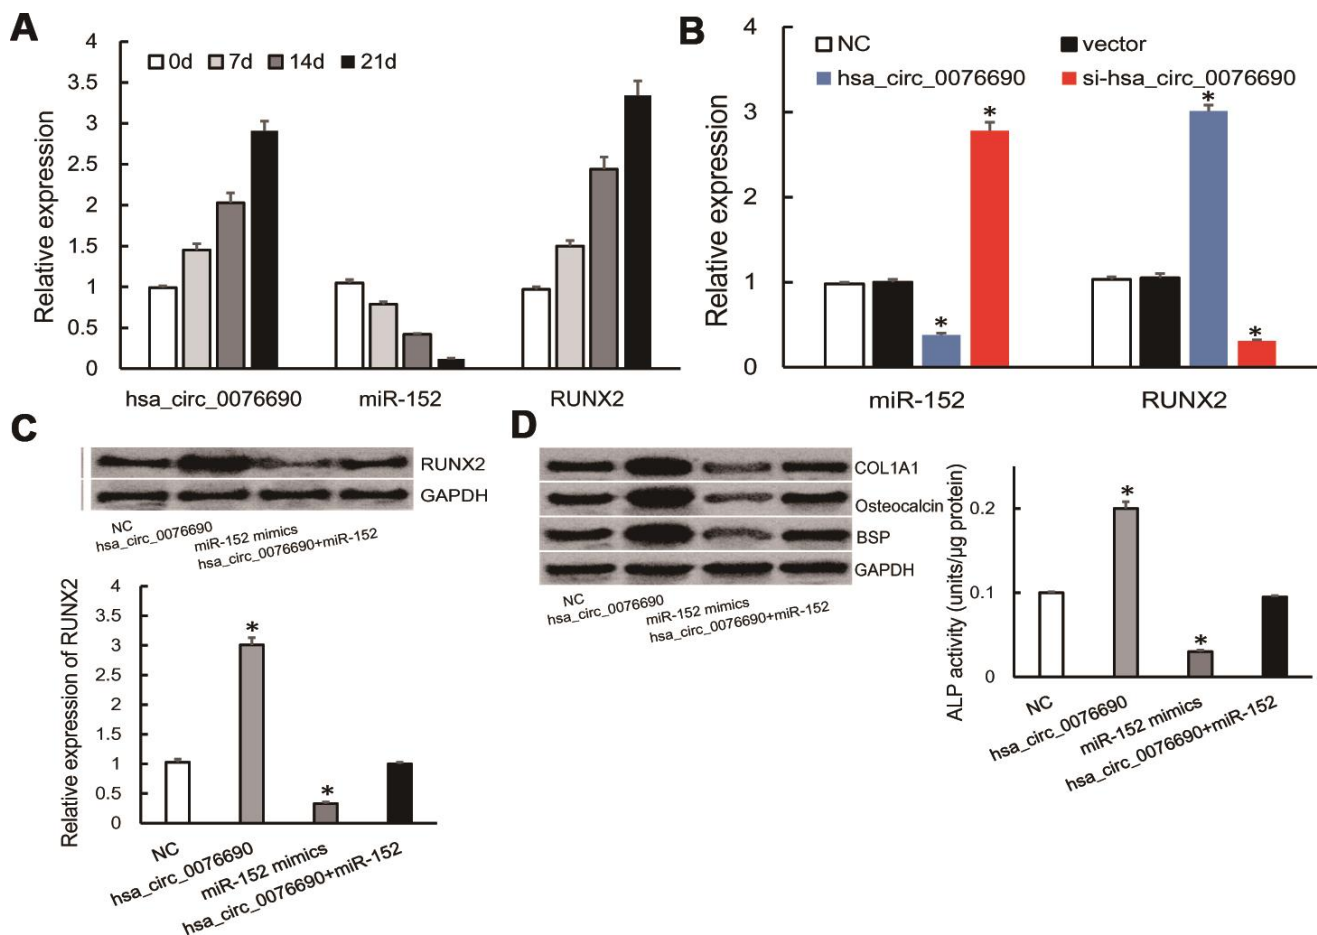 A
4
3.5
3
2.5
2
1.5
1
0.5
0
Relative expression
0d 7d 14d 21d
hsa_circ_0076690 miR-152 RUNX2
B
4
3
2
1
0
Relative expression
NC vector
hsa_circ_0076690 si-hsa_circ_0076690
* * * *
miR-152 RUNX2
C
RUNX2
GAPDH
NC
hsa_circ_0076690
miR-152 mimics
hsa_circ_0076690+miR-152
4
3.5
3
2.5
2
1.5
1
0.5
0
Relative expression of RUNX2
* *
NC
hsa_circ_0076690
miR-152 mimics
hsa_circ_0076690+miR-152
D
COL1A1
Osteocalcin
BSP
GAPDH
NC
hsa_circ_0076690
miR-152 mimics
hsa_circ_0076690+miR-152
0.2
0.1
0
ALP activity (units/µg protein)
* *
NC
hsa_circ_0076690
miR-152 mimics
hsa_circ_0076690+miR-152